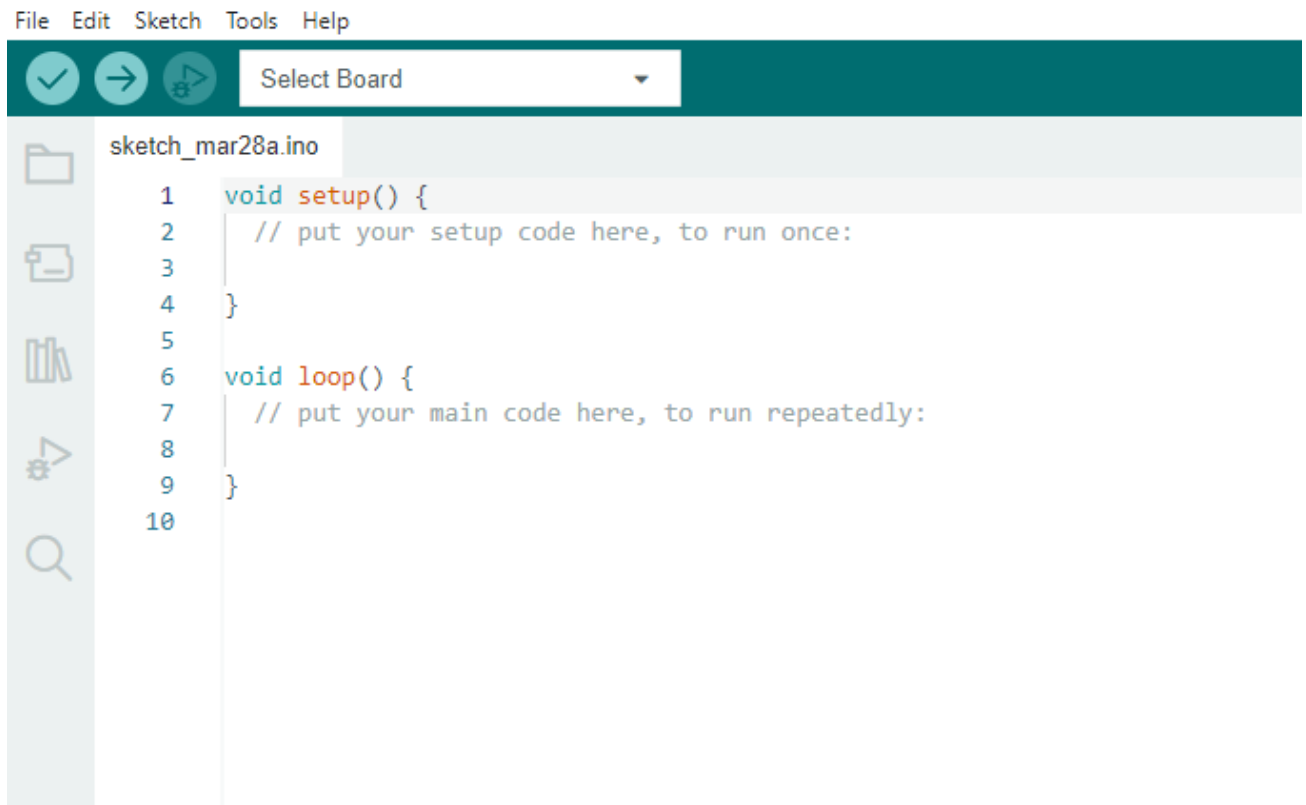 File Edit Sketch Tools Help
Select Board
sketch_mar28a.ino
1 void setup() {
2   // put your setup code here, to run once:
3
4 }
5
6 void loop() {
7   // put your main code here, to run repeatedly:
8
9 }
10